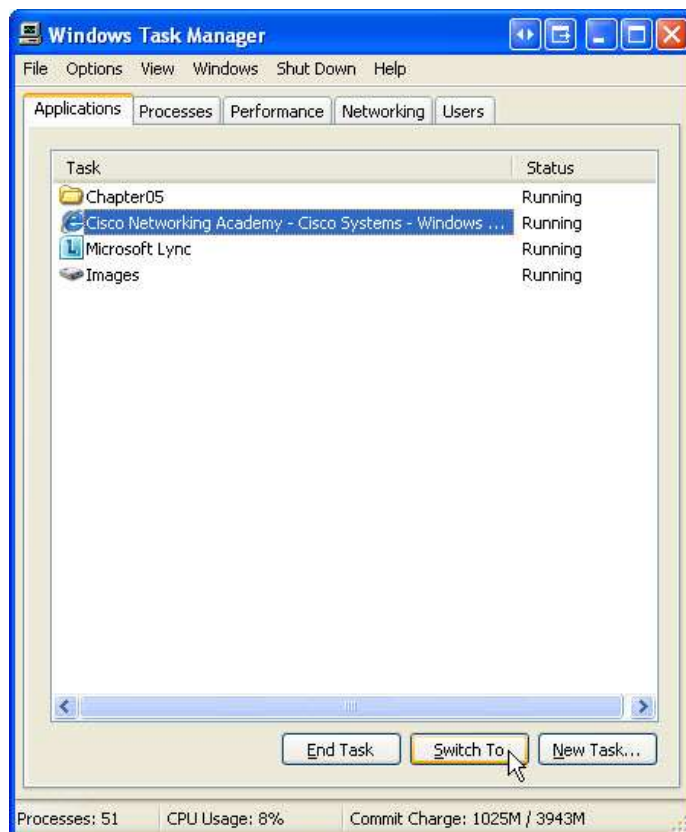 Windows Task Manager
File Options View Windows Shut Down Help
Applications Processes Performance Networking Users
Task Status
Chapter05 Running
Cisco Networking Academy - Cisco Systems - Windows ... Running
Microsoft Lync Running
Images Running
End Task Switch To New Task...
Processes: 51 CPU Usage: 8% Commit Charge: 1025M / 3943M